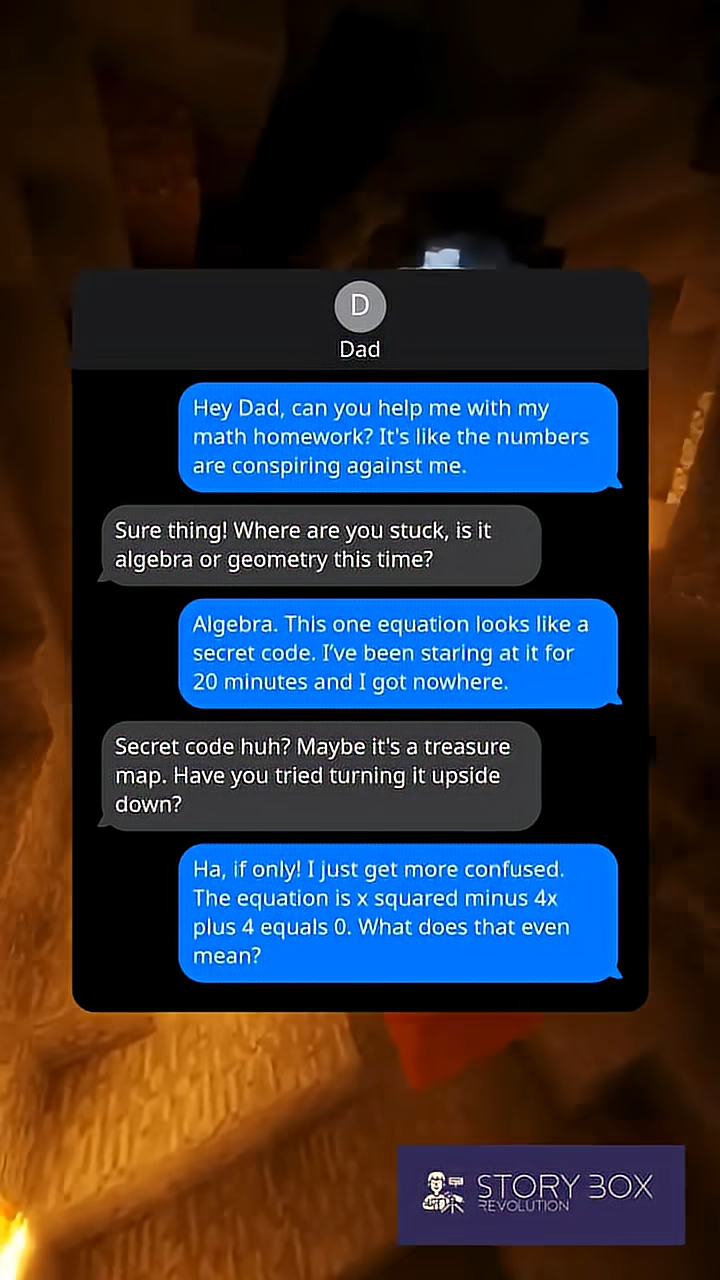 D
Dad
Hey Dad, can you help me with my
math homework? It's like the numbers
are conspiring against me.
Sure thing! Where are you stuck, is it
algebra or geometry this time?
Algebra. This one equation looks like a
secret code. I’ve been staring at it for
20 minutes and I got nowhere.
Secret code huh? Maybe it's a treasure
map. Have you tried turning it upside
down?
Ha, if only! I just get more confused.
The equation is x squared minus 4x
plus 4 equals 0. What does that even
mean?
STORY BOX
REVOLUTION